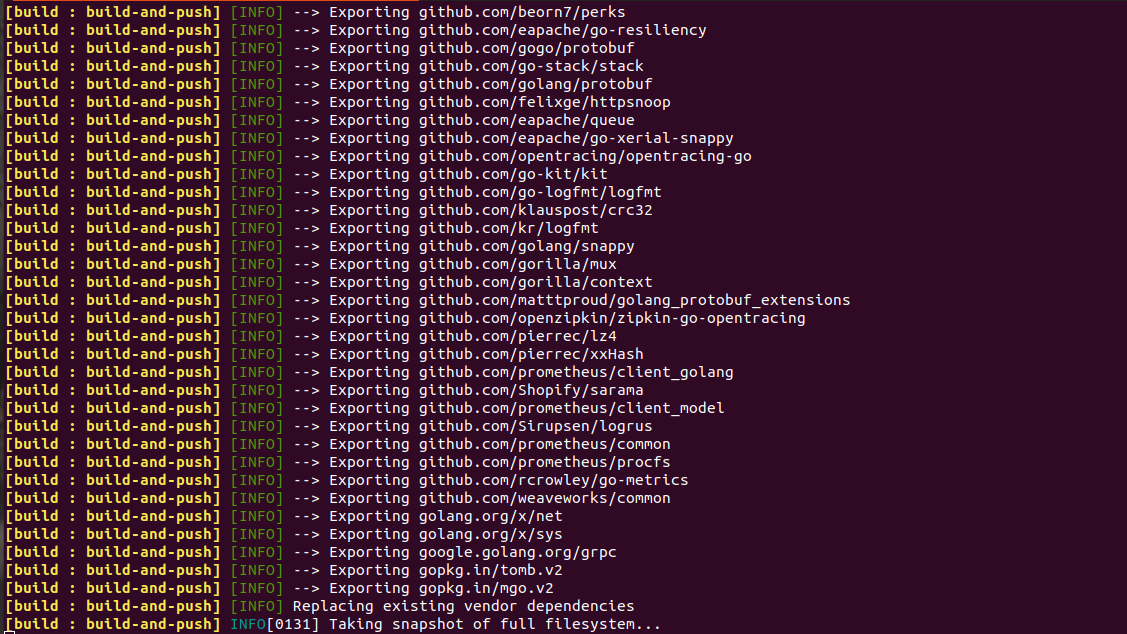 [build : build-and-push] [INFO] --> Exporting github.com/beorn7/perks
[build : build-and-push] [INFO] --> Exporting github.com/eapache/go-resiliency
[build : build-and-push] [INFO] --> Exporting github.com/gogo/protobuf
[build : build-and-push] [INFO] --> Exporting github.com/go-stack/stack
[build : build-and-push] [INFO] --> Exporting github.com/golang/protobuf
[build : build-and-push] [INFO] --> Exporting github.com/felixge/httpsnoop
[build : build-and-push] [INFO] --> Exporting github.com/eapache/queue
[build : build-and-push] [INFO] --> Exporting github.com/eapache/go-xerial-snappy
[build : build-and-push] [INFO] --> Exporting github.com/opentracing/opentracing-go
[build : build-and-push] [INFO] --> Exporting github.com/go-kit/kit
[build : build-and-push] [INFO] --> Exporting github.com/go-logfmt/logfmt
[build : build-and-push] [INFO] --> Exporting github.com/klauspost/crc32
[build : build-and-push] [INFO] --> Exporting github.com/kr/logfmt
[build : build-and-push] [INFO] --> Exporting github.com/golang/snappy
[build : build-and-push] [INFO] --> Exporting github.com/gorilla/mux
[build : build-and-push] [INFO] --> Exporting github.com/gorilla/context
[build : build-and-push] [INFO] --> Exporting github.com/matttproud/golang_protobuf_extensions
[build : build-and-push] [INFO] --> Exporting github.com/openzipkin/zipkin-go-opentracing
[build : build-and-push] [INFO] --> Exporting github.com/pierrec/lz4
[build : build-and-push] [INFO] --> Exporting github.com/pierrec/xxHash
[build : build-and-push] [INFO] --> Exporting github.com/prometheus/client_golang
[build : build-and-push] [INFO] --> Exporting github.com/Shopify/sarama
[build : build-and-push] [INFO] --> Exporting github.com/prometheus/client_model
[build : build-and-push] [INFO] --> Exporting github.com/Sirupsen/logrus
[build : build-and-push] [INFO] --> Exporting github.com/prometheus/common
[build : build-and-push] [INFO] --> Exporting github.com/prometheus/procfs
[build : build-and-push] [INFO] --> Exporting github.com/rcrowley/go-metrics
[build : build-and-push] [INFO] --> Exporting github.com/weaveworks/common
[build : build-and-push] [INFO] --> Exporting golang.org/x/net
[build : build-and-push] [INFO] --> Exporting golang.org/x/sys
[build : build-and-push] [INFO] --> Exporting google.golang.org/grpc
[build : build-and-push] [INFO] --> Exporting gopkg.in/tomb.v2
[build : build-and-push] [INFO] --> Exporting gopkg.in/mgo.v2
[build : build-and-push] [INFO] Replacing existing vendor dependencies
[build : build-and-push] INFO[0131] Taking snapshot of full filesystem...